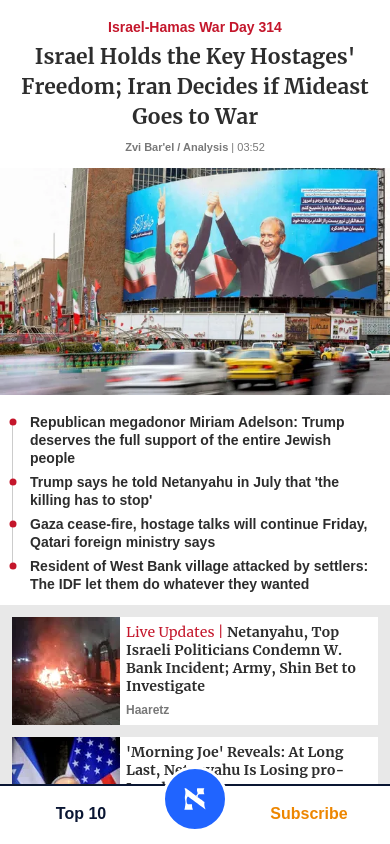 Israel-Hamas War Day 314
Israel Holds the Key Hostages'
Freedom; Iran Decides if Mideast
Goes to War
Zvi Bar'el / Analysis | 03:52
Republican megadonor Miriam Adelson: Trump
deserves the full support of the entire Jewish
people
Trump says he told Netanyahu in July that 'the
killing has to stop'
Gaza cease-fire, hostage talks will continue Friday,
Qatari foreign ministry says
Resident of West Bank village attacked by settlers:
The IDF let them do whatever they wanted
Live Updates | Netanyahu, Top
Israeli Politicians Condemn W.
Bank Incident; Army, Shin Bet to
Investigate
Haaretz
'Morning Joe' Reveals: At Long
Last, Netanyahu Is Losing pro-
Top 10
Subscribe